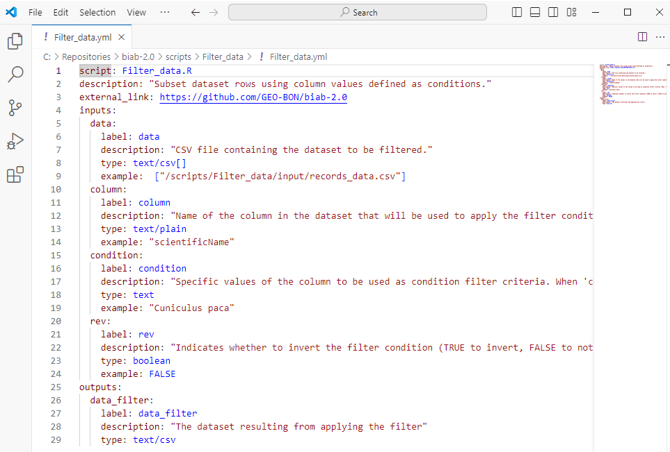 File Edit Selection View ··· Search
Filter_data.yml
C: > Repositories > biab-2.0 > scripts > Filter_data > ! Filter_data.yml
1 script: Filter_data.R
2 description: "Subset dataset rows using column values defined as conditions."
3 external_link: https://github.com/GEO-BON/biab-2.0
4 inputs:
5 data:
6 label: data
7 description: "CSV file containing the dataset to be filtered."
8 type: text/csv[]
9 example: ["/scripts/Filter_data/input/records_data.csv"]
10 column:
11 label: column
12 description: "Name of the column in the dataset that will be used to apply the filter condit
13 type: text/plain
14 example: "scientificName"
15 condition:
16 label: condition
17 description: "Specific values of the column to be used as condition filter criteria. When 'c
18 type: text
19 example: "Cuniculus paca"
20 rev:
21 label: rev
22 description: "Indicates whether to invert the filter condition (TRUE to invert, FALSE to not
23 type: boolean
24 example: FALSE
25 outputs:
26 data_filter:
27 label: data_filter
28 description: "The dataset resulting from applying the filter"
29 type: text/csv